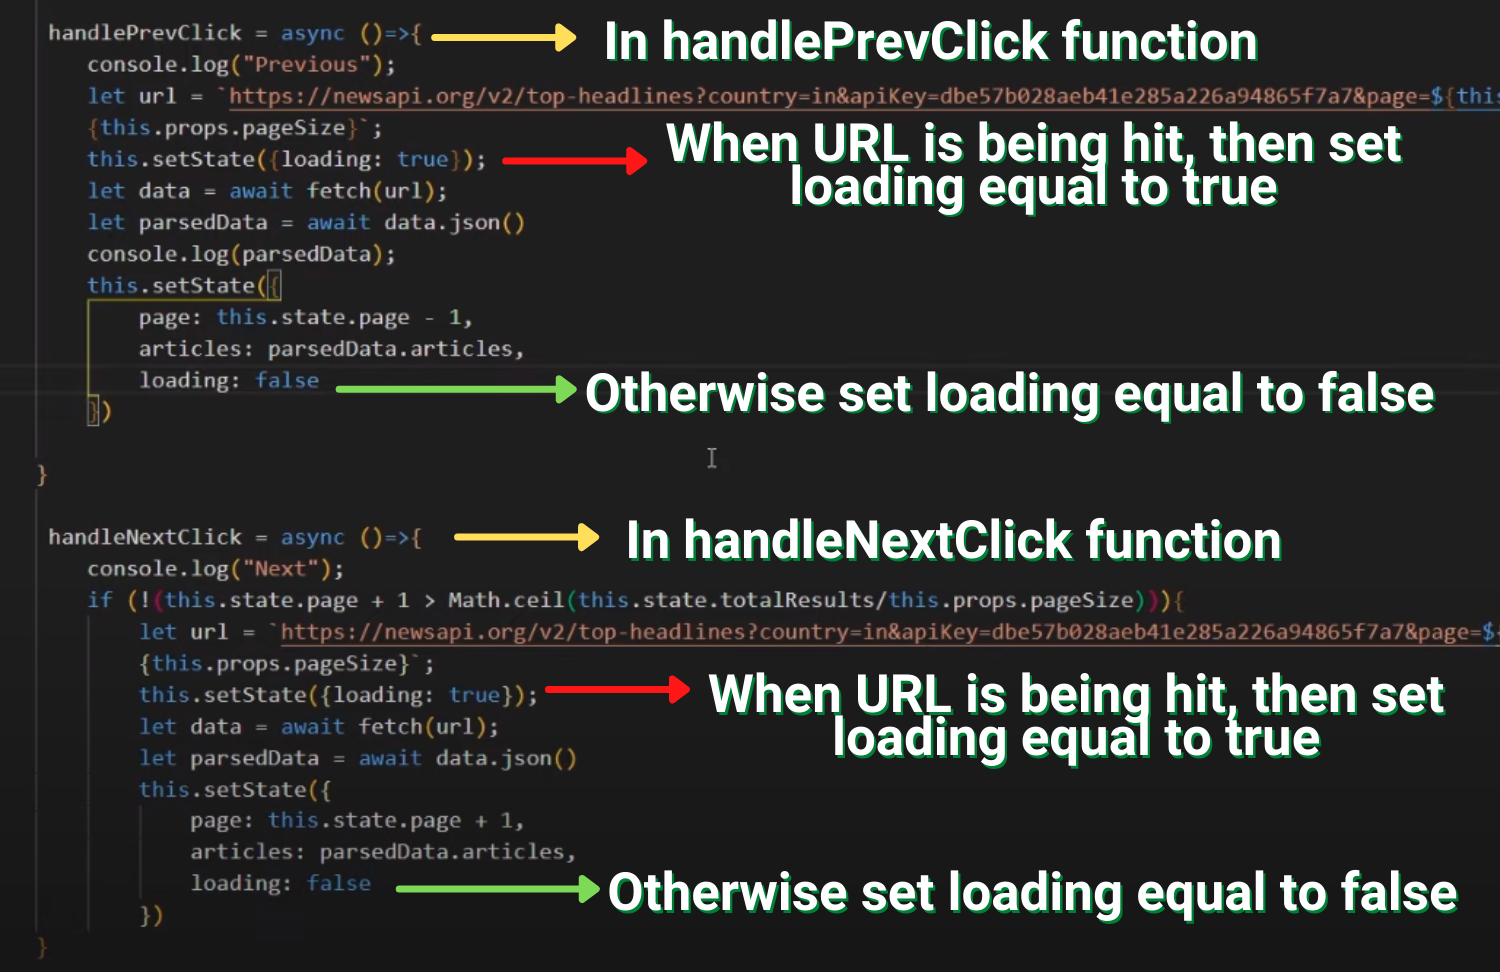 handlePrevClick = async ()=>{
In handlePrevClick function
console.log("Previous");
let url = `https://newsapi.org/v2/top-headlines?country=in&apiKey=dbe57b028aeb41e285a226a94865f7a7&page=${this
{this.props.pageSize}`;
When URL is being hit, then set
loading equal to true
this.setState({loading: true});
let data = await fetch(url);
let parsedData = await data.json()
console.log(parsedData);
this.setState({
page: this.state.page - 1,
articles: parsedData.articles,
loading: false
Otherwise set loading equal to false
})
}
handleNextClick = async ()=>{
In handleNextClick function
console.log("Next");
if (!(this.state.page + 1 > Math.ceil(this.state.totalResults/this.props.pageSize))){
let url = `https://newsapi.org/v2/top-headlines?country=in&apiKey=dbe57b028aeb41e285a226a94865f7a7&page=${
{this.props.pageSize}`;
this.setState({loading: true});
When URL is being hit, then set
loading equal to true
let data = await fetch(url);
let parsedData = await data.json()
this.setState({
page: this.state.page + 1,
articles: parsedData.articles,
loading: false
Otherwise set loading equal to false
})
}